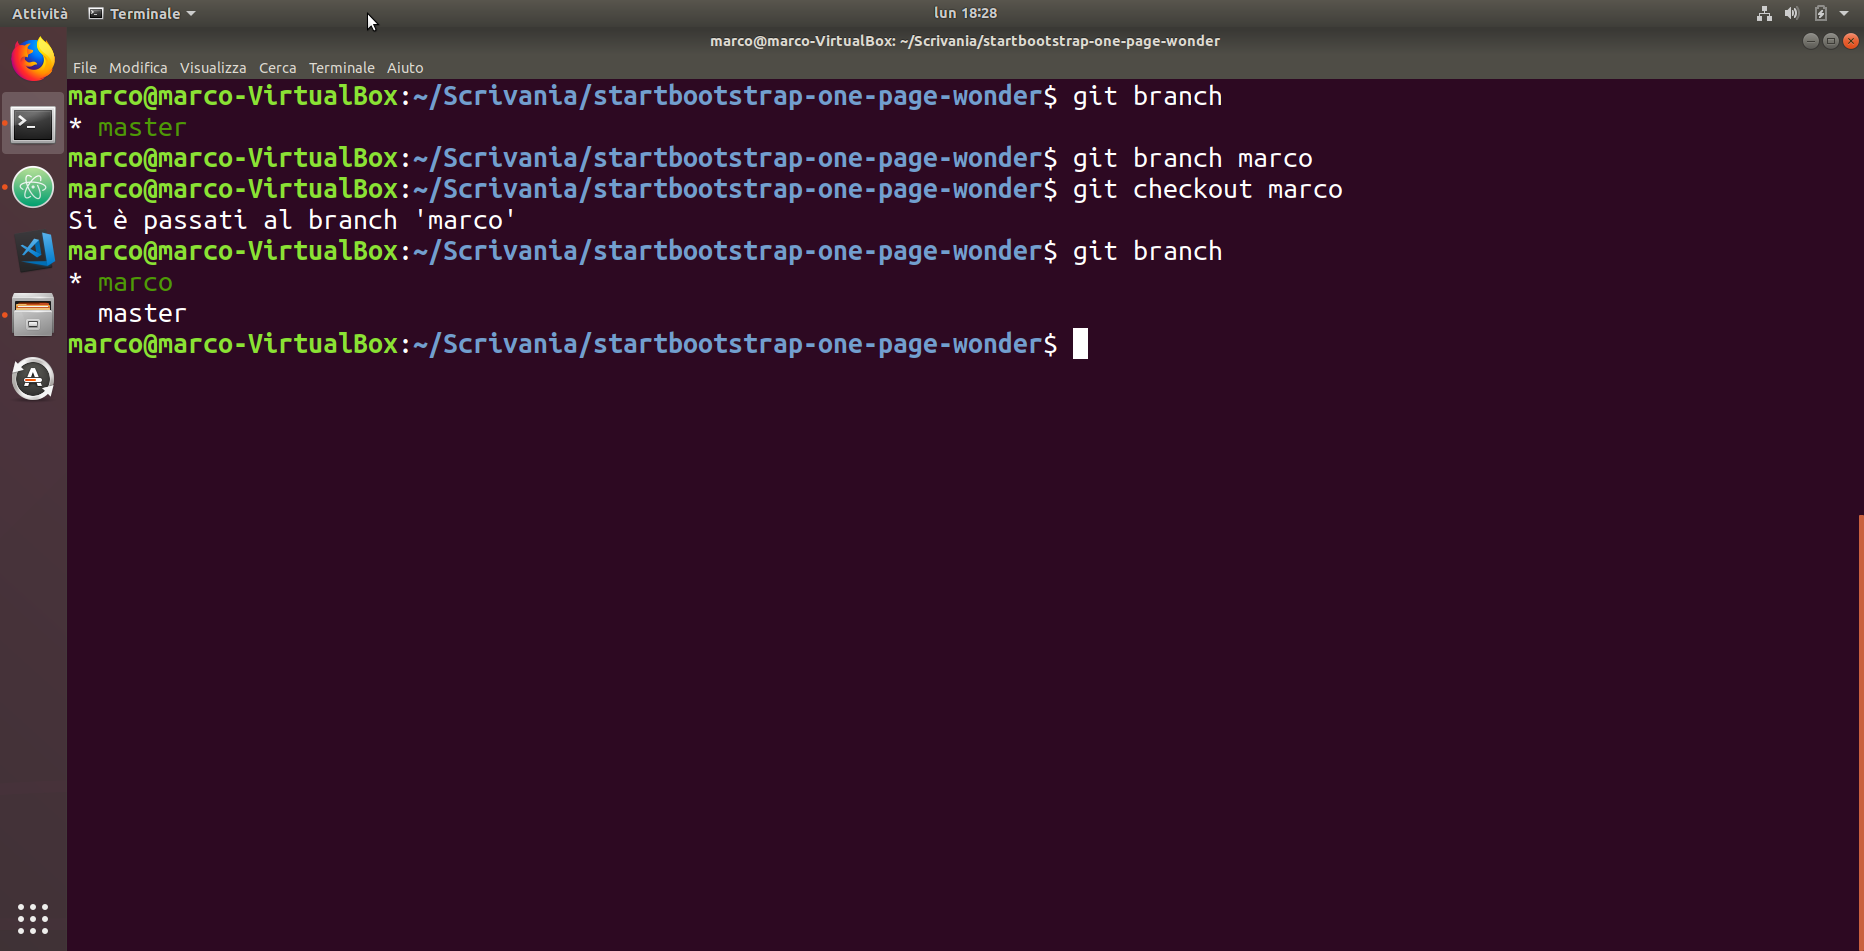 Attività Terminale lun 18:28
marco@marco-VirtualBox: ~/Scrivania/startbootstrap-one-page-wonder
File Modifica Visualizza Cerca Terminale Aiuto
marco@marco-VirtualBox:~/Scrivania/startbootstrap-one-page-wonder$ git branch
* master
marco@marco-VirtualBox:~/Scrivania/startbootstrap-one-page-wonder$ git branch marco
marco@marco-VirtualBox:~/Scrivania/startbootstrap-one-page-wonder$ git checkout marco
Si è passati al branch 'marco'
marco@marco-VirtualBox:~/Scrivania/startbootstrap-one-page-wonder$ git branch
* marco
  master
marco@marco-VirtualBox:~/Scrivania/startbootstrap-one-page-wonder$